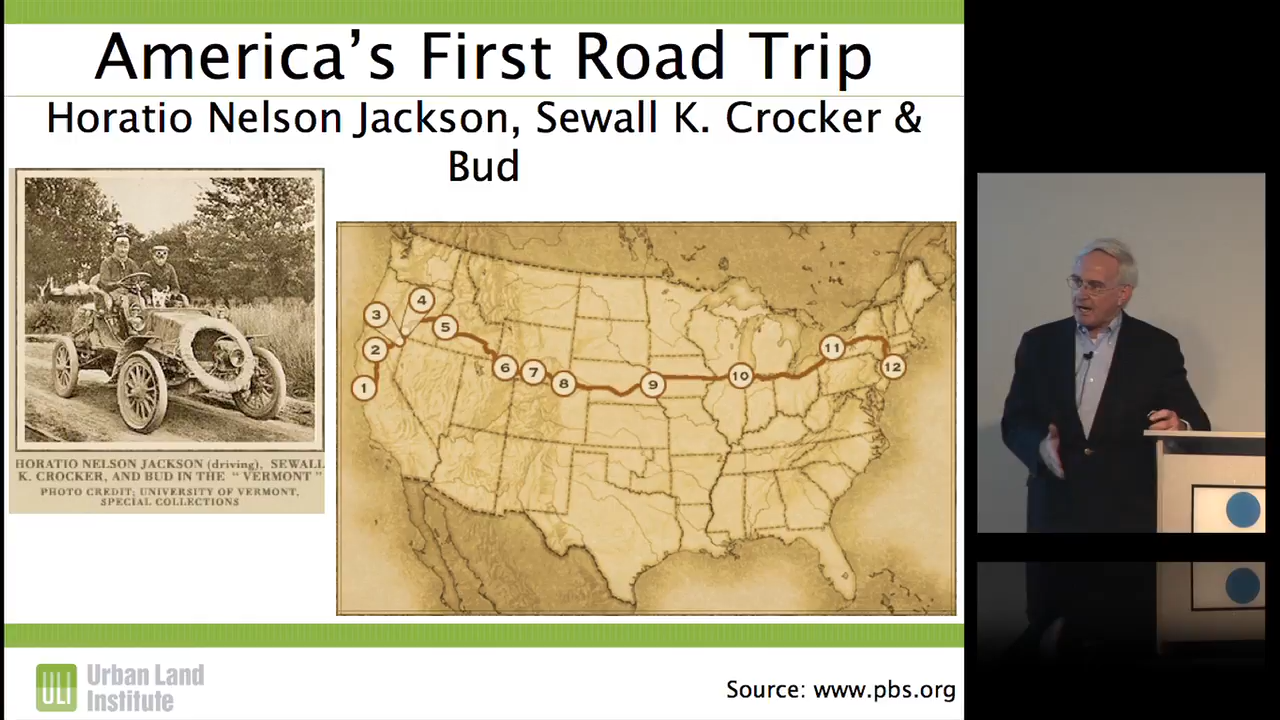 America's First Road Trip
Horatio Nelson Jackson, Sewall K. Crocker &
Bud
HORATIO NELSON JACKSON (driving), SEWALL
K. CROCKER, AND BUD IN THE "VERMONT"
PHOTO CREDIT: UNIVERSITY OF VERMONT,
SPECIAL COLLECTIONS
1
2
3
4
5
6
7
8
9
10
11
12
ULI
Urban Land
Institute
Source: www.pbs.org